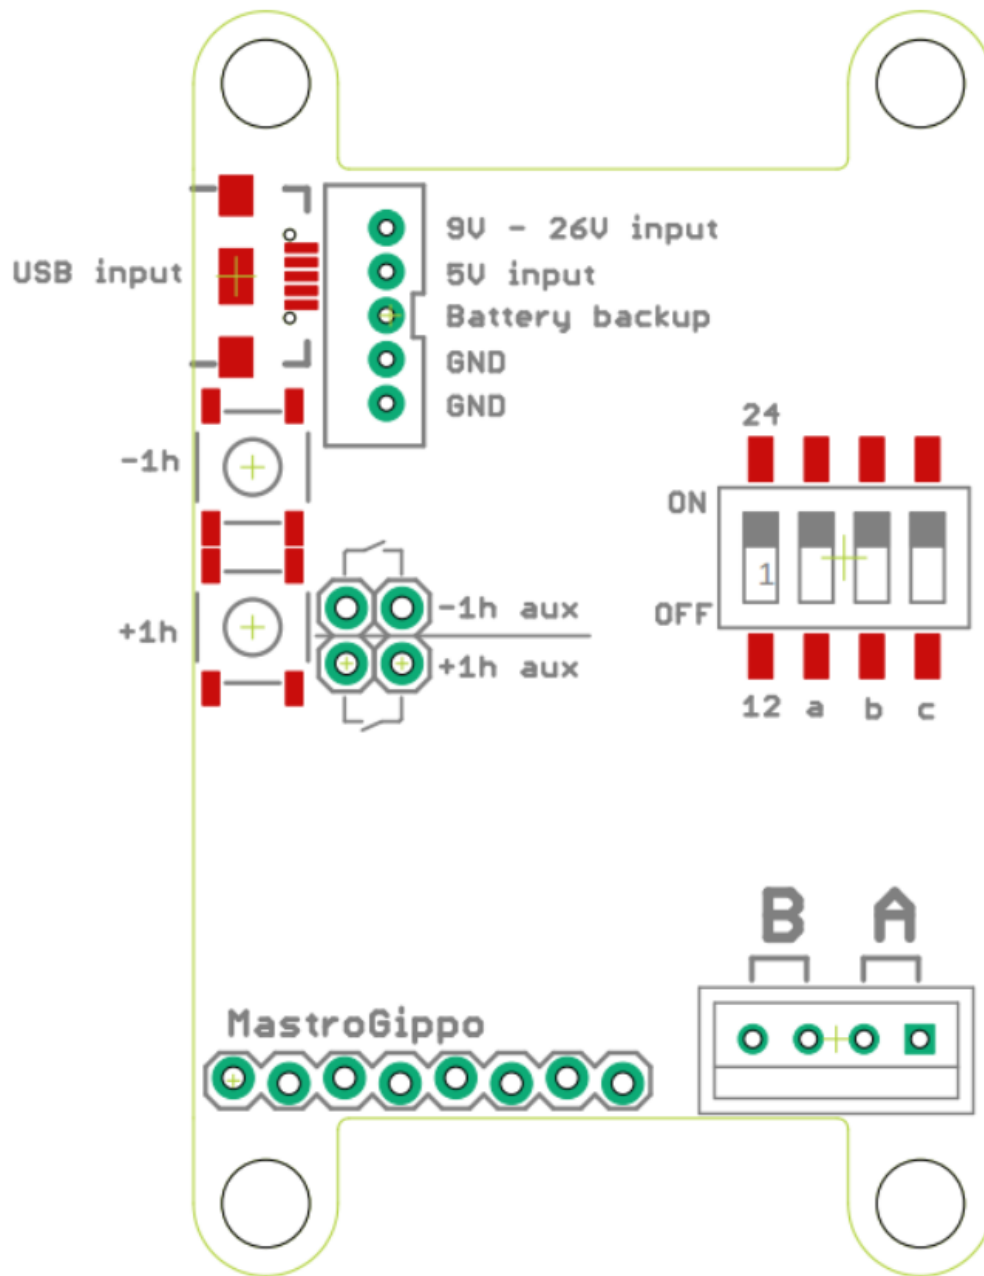 9V - 26V input
USB input
5V input
Battery backup
GND
GND
24
-1h
ON
1
-1h aux
OFF
+1h
+1h aux
12 a b c
B A
MastroGippo